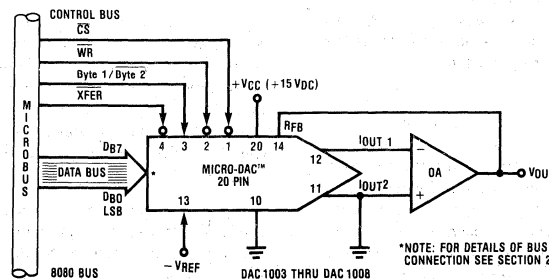 CONTROL BUS
CS
WR
Byte 1/Byte 2
XFER
+VCC (+15 VDC)
MICROBUS
4 3 2 1 20 14 RFB
DB7
DATA BUS
DB0
LSB
*
MICRO-DAC™
20 PIN
12
11
IOUT 1
IOUT2
−
+
OA
VOU
13 10
−VREF
*NOTE: FOR DETAILS OF BUS
CONNECTION SEE SECTION 2
8080 BUS
DAC 1003 THRU DAC 1008